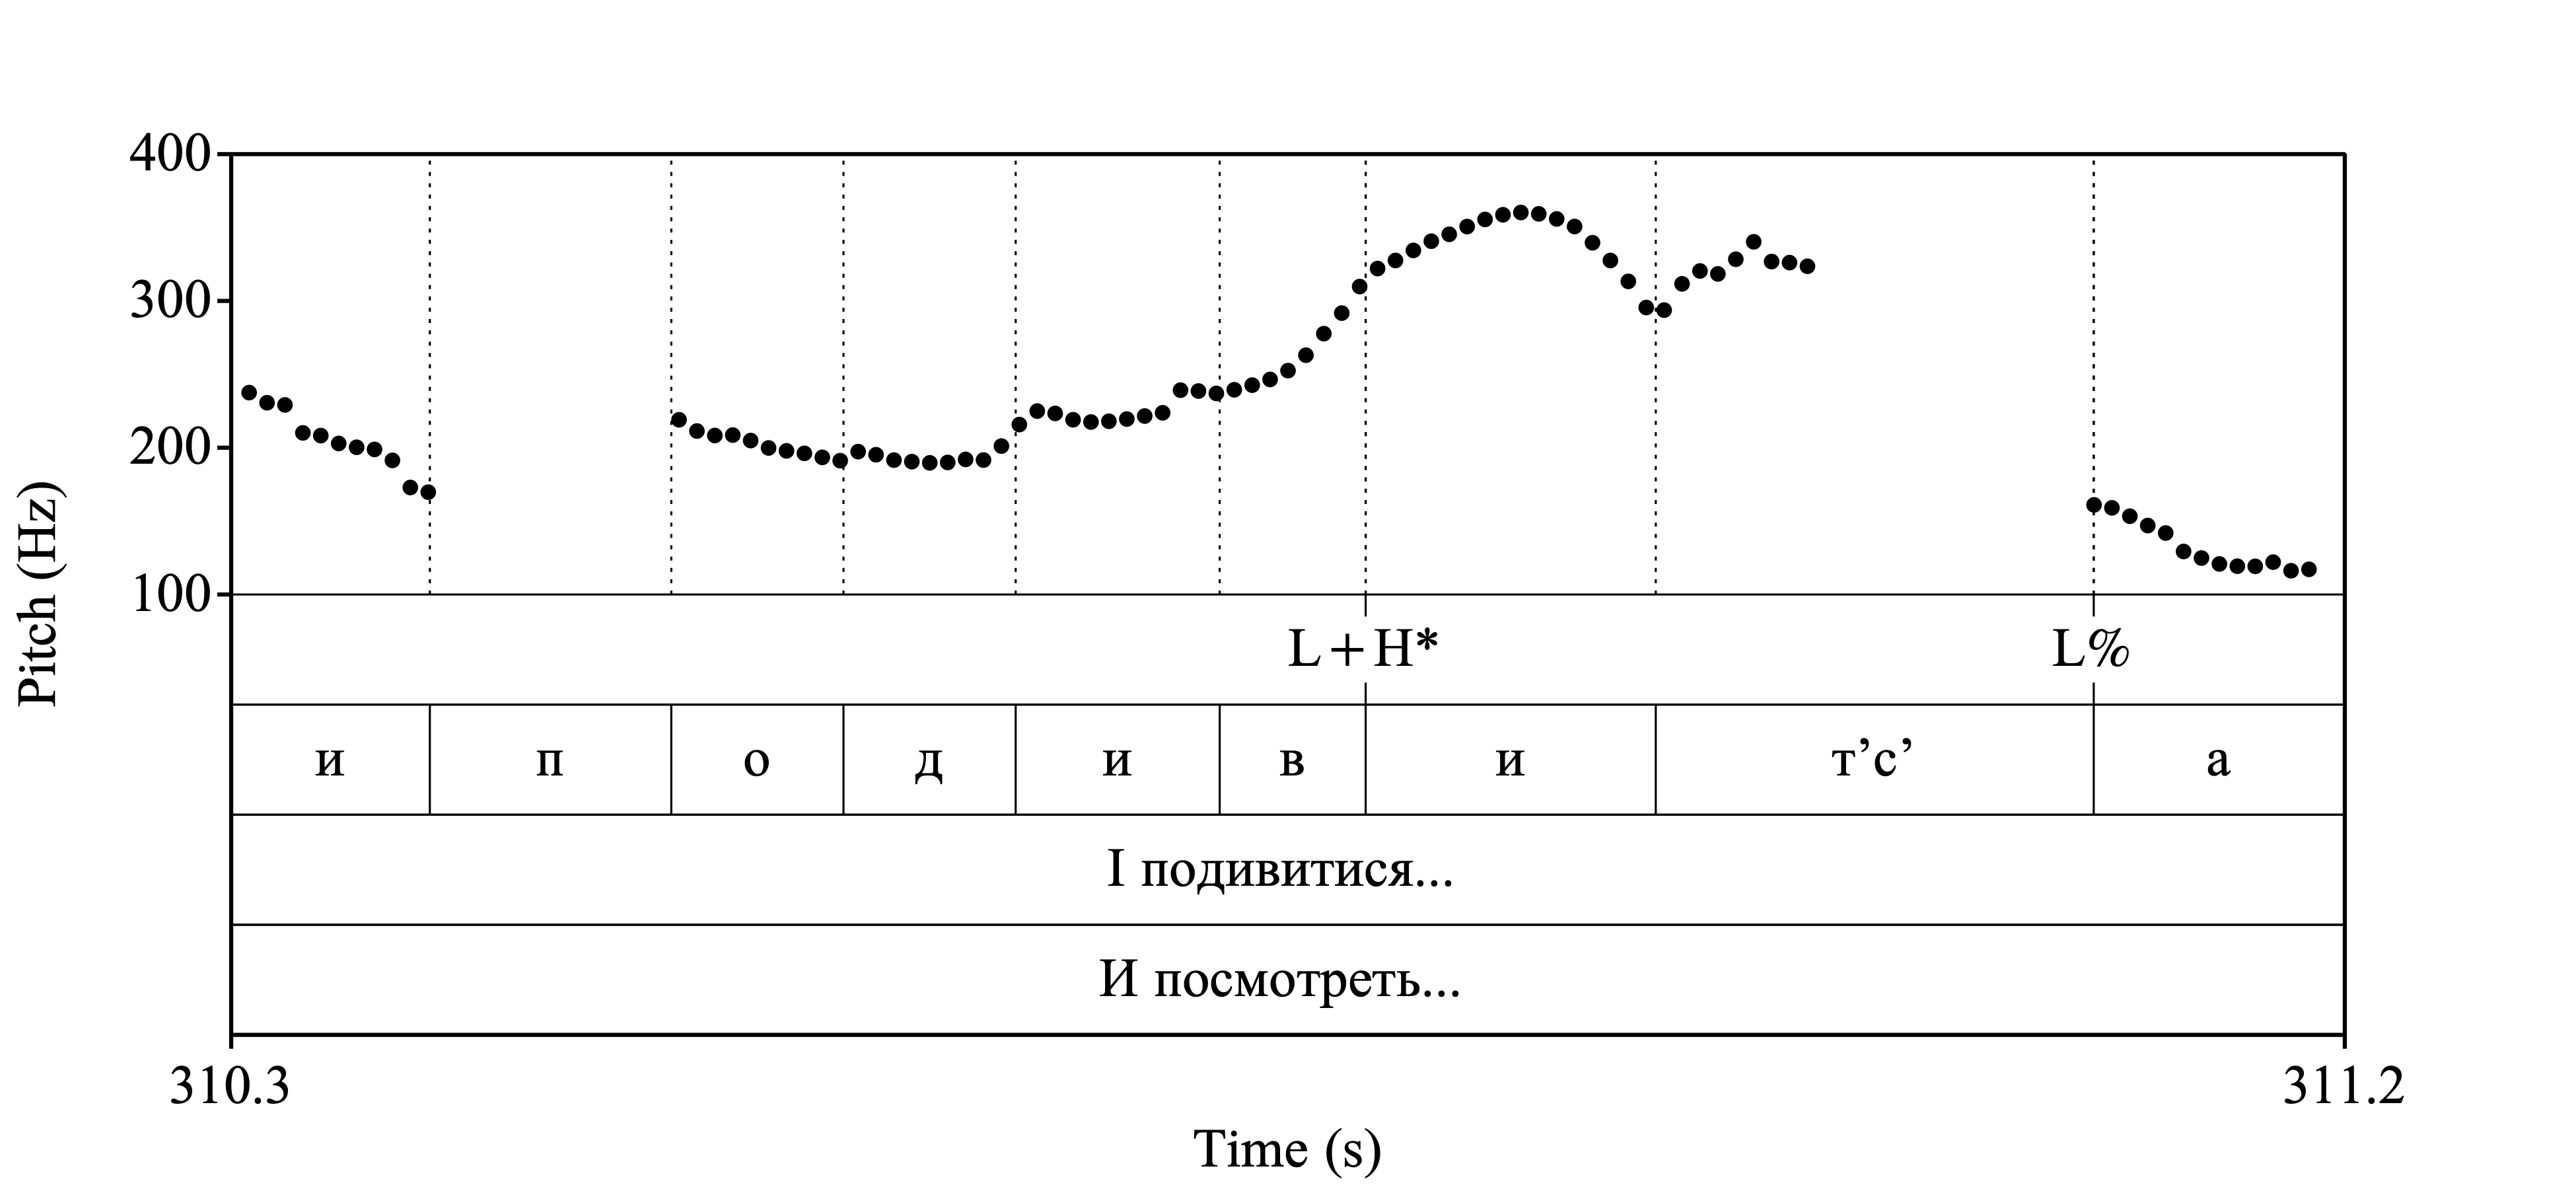 400
300
200
100
Pitch (Hz)
L+H* L%
и п о д и в и т’с’ а
І подивитися...
И посмотреть...
310.3 311.2
Time (s)